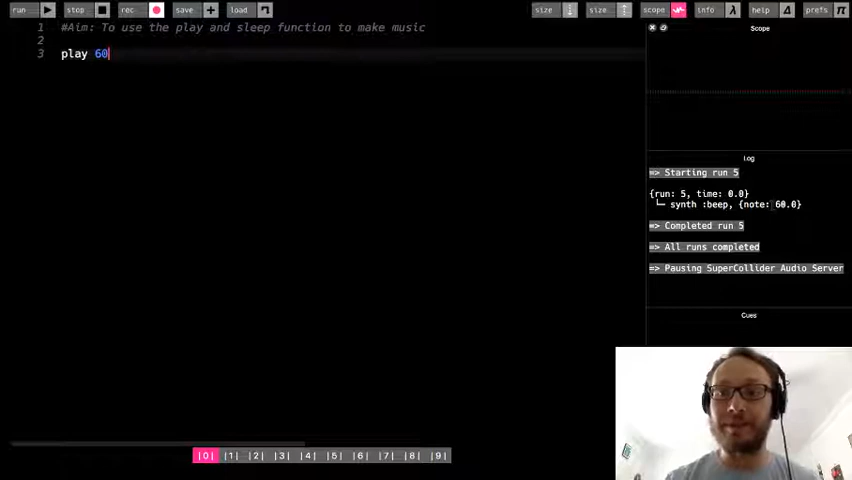 run stop rec save + load size size scope info λ help prefs π
1 #Aim: To use the play and sleep function to make music
2
3 play 60
Scope
Log
=> Starting run 5
{run: 5, time: 0.0}
└─ synth :beep, {note: 60.0}
=> Completed run 5
=> All runs completed
=> Pausing SuperCollider Audio Server
Cues
|0| |1| |2| |3| |4| |5| |6| |7| |8| |9|